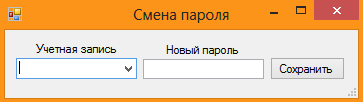 Смена пароля
Учетная запись
Новый пароль
Сохранить